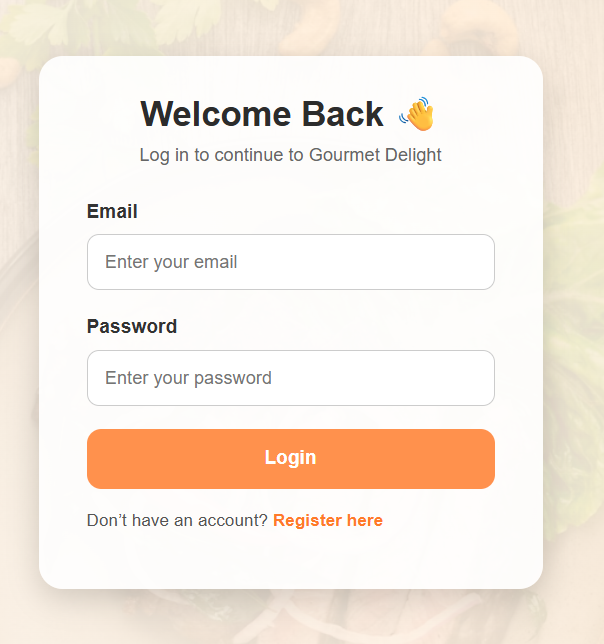 Welcome Back 👋
Log in to continue to Gourmet Delight
Email
Enter your email
Password
Enter your password
Login
Don’t have an account? Register here